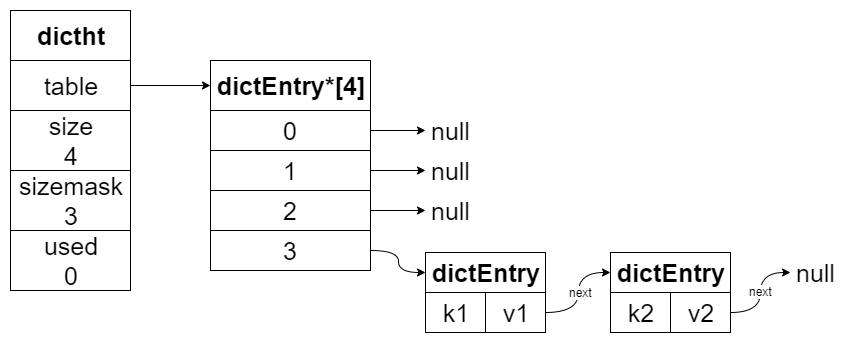 dictht
table
size
4
sizemask
3
used
0
dictEntry*[4]
0
null
1
null
2
null
3
dictEntry
k1 v1
next
dictEntry
k2 v2
next
null